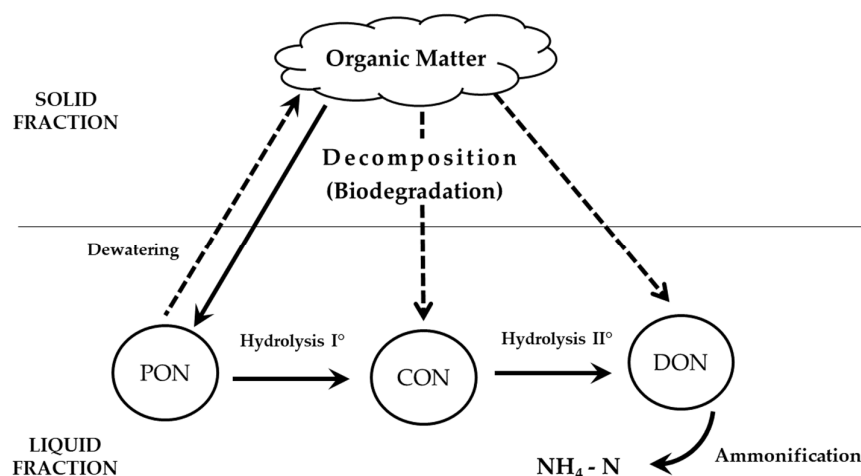 Organic Matter
SOLID
FRACTION
Decomposition
(Biodegradation)
Dewatering
Hydrolysis I°
Hydrolysis II°
PON
CON
DON
LIQUID
FRACTION
NH₄ - N
Ammonification